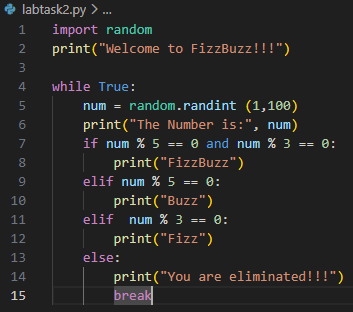 labtask2.py > ...
1 import random
2 print("Welcome to FizzBuzz!!!")
3
4 while True:
5     num = random.randint (1,100)
6     print("The Number is:", num)
7     if num % 5 == 0 and num % 3 == 0:
8         print("FizzBuzz")
9     elif num % 5 == 0:
10         print("Buzz")
11     elif  num % 3 == 0:
12         print("Fizz")
13     else:
14         print("You are eliminated!!!")
15         break